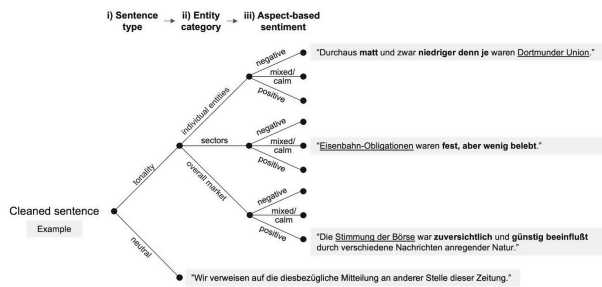 i) Sentence type → ii) Entity category → iii) Aspect-based sentiment
negative
"Durchaus matt und zwar niedriger denn je waren Dortmunder Union."
mixed/
calm
positive
individual entities
negative
sectors
mixed/
calm
"Eisenbahn-Obligationen waren fest, aber wenig belebt."
positive
tonality
overall market
negative
mixed/
calm
positive
"Die Stimmung der Börse war zuversichtlich und günstig beeinflußt
durch verschiedene Nachrichten anregender Natur."
Cleaned sentence
Example
neutral
"Wir verweisen auf die diesbezügliche Mitteilung an anderer Stelle dieser Zeitung."